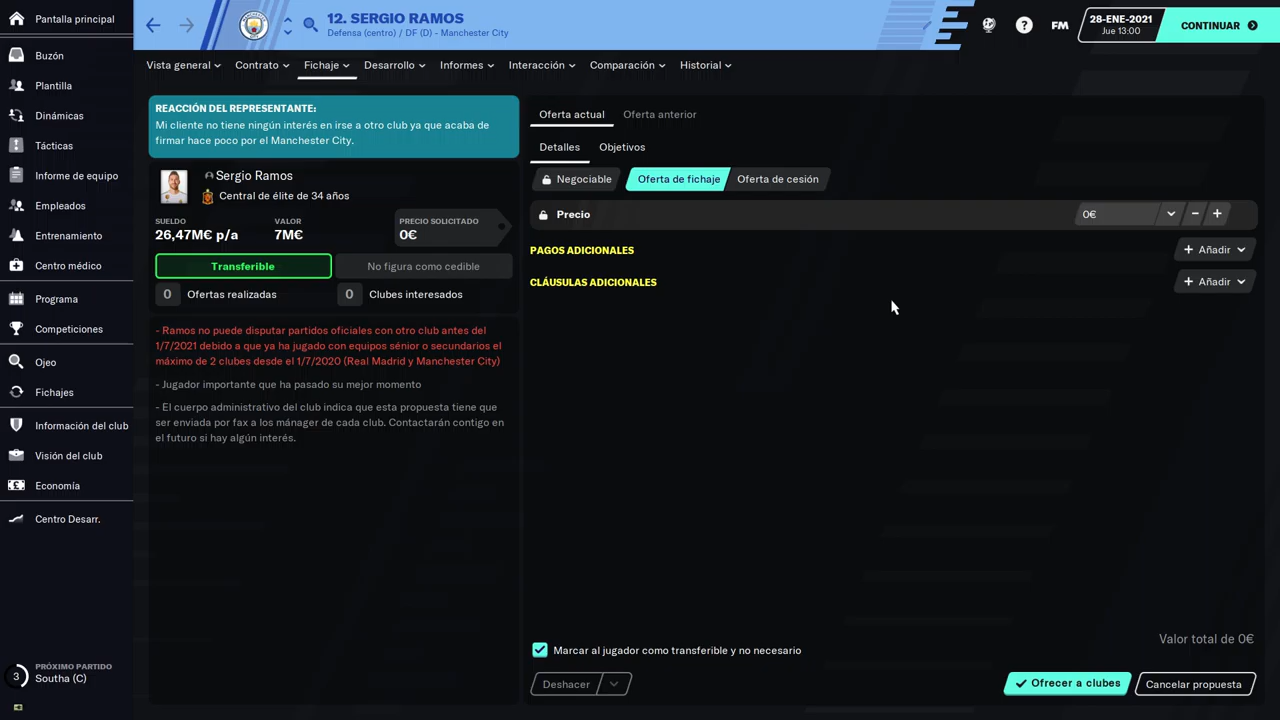 Pantalla principal
Buzón
Plantilla
Dinámicas
Tácticas
Informe de equipo
Empleados
Entrenamiento
Centro médico
Programa
Competiciones
Ojeo
Fichajes
Información del club
Visión del club
Economía
Centro Desarr.
3
PRÓXIMO PARTIDO
Southa (C)
12. SERGIO RAMOS
Defensa (centro) / DF (D) - Manchester City
?
FM
28-ENE-2021
Jue 13:00
CONTINUAR
Vista general
Contrato
Fichaje
Desarrollo
Informes
Interacción
Comparación
Historial
REACCIÓN DEL REPRESENTANTE:
Mi cliente no tiene ningún interés en irse a otro club ya que acaba de
firmar hace poco por el Manchester City.
Sergio Ramos
Central de élite de 34 años
SUELDO
26,47M€ p/a
VALOR
7M€
PRECIO SOLICITADO
0€
Transferible
No figura como cedible
0 Ofertas realizadas
0 Clubes interesados
- Ramos no puede disputar partidos oficiales con otro club antes del
1/7/2021 debido a que ya ha jugado con equipos sénior o secundarios el
máximo de 2 clubes desde el 1/7/2020 (Real Madrid y Manchester City)
- Jugador importante que ha pasado su mejor momento
- El cuerpo administrativo del club indica que esta propuesta tiene que
ser enviada por fax a los mánager de cada club. Contactarán contigo en
el futuro si hay algún interés.
Oferta actual
Oferta anterior
Detalles
Objetivos
Negociable
Oferta de fichaje
Oferta de cesión
Precio
0€
PAGOS ADICIONALES
+ Añadir
CLÁUSULAS ADICIONALES
+ Añadir
Valor total de 0€
Marcar al jugador como transferible y no necesario
Deshacer
Ofrecer a clubes
Cancelar propuesta